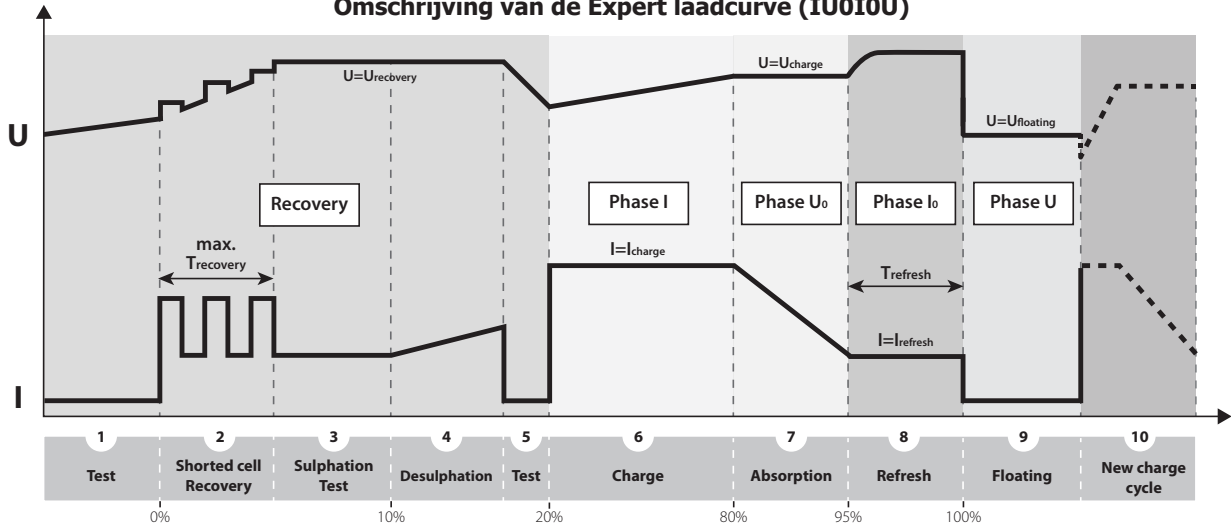 Omschrijving van de Expert laadcurve (IU0I0U)
U
U=Urecovery
U=Ucharge
U=Ufloating
Recovery
Phase I
Phase U0
Phase I0
Phase U
max.
Trecovery
I=Icharge
Trefresh
I=Irefresh
I
1
2
3
4
5
6
7
8
9
10
Test
Shorted cell
Recovery
Sulphation
Test
Desulphation
Test
Charge
Absorption
Refresh
Floating
New charge
cycle
0%
10%
20%
80%
95%
100%